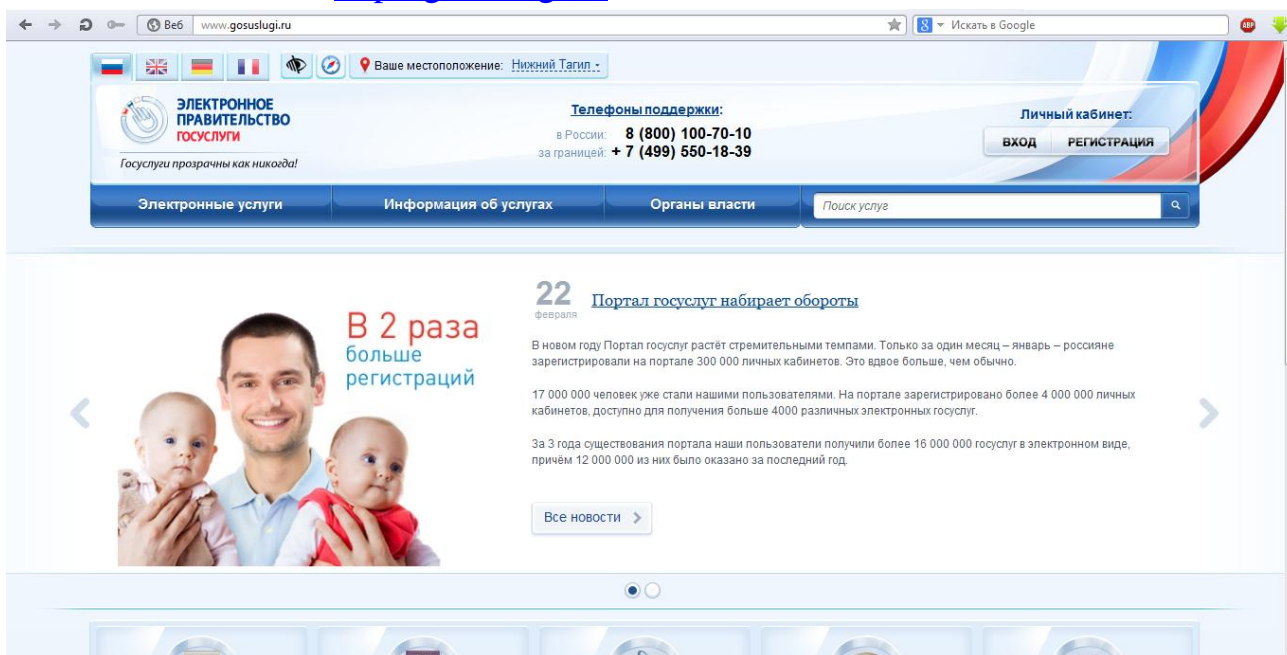 Веб www.gosuslugi.ru Искать в Google ABP
Ваше местоположение: Нижний Тагил
ЭЛЕКТРОННОЕ
ПРАВИТЕЛЬСТВО
ГОСУСЛУГИ
Госуслуги прозрачны как никогда!
Телефоны поддержки:
в России: 8 (800) 100-70-10
за границей: + 7 (499) 550-18-39
Личный кабинет:
ВХОД РЕГИСТРАЦИЯ
Электронные услуги Информация об услугах Органы власти Поиск услуг
В 2 раза
больше
регистраций
22
февраля
Портал госуслуг набирает обороты
В новом году Портал госуслуг растёт стремительными темпами. Только за один месяц – январь – россияне
зарегистрировали на портале 300 000 личных кабинетов. Это вдвое больше, чем обычно.
17 000 000 человек уже стали нашими пользователями. На портале зарегистрировано более 4 000 000 личных
кабинетов, доступно для получения больше 4000 различных электронных госуслуг.
За 3 года существования портала наши пользователи получили более 16 000 000 госуслуг в электронном виде,
причём 12 000 000 из них было оказано за последний год.
Все новости